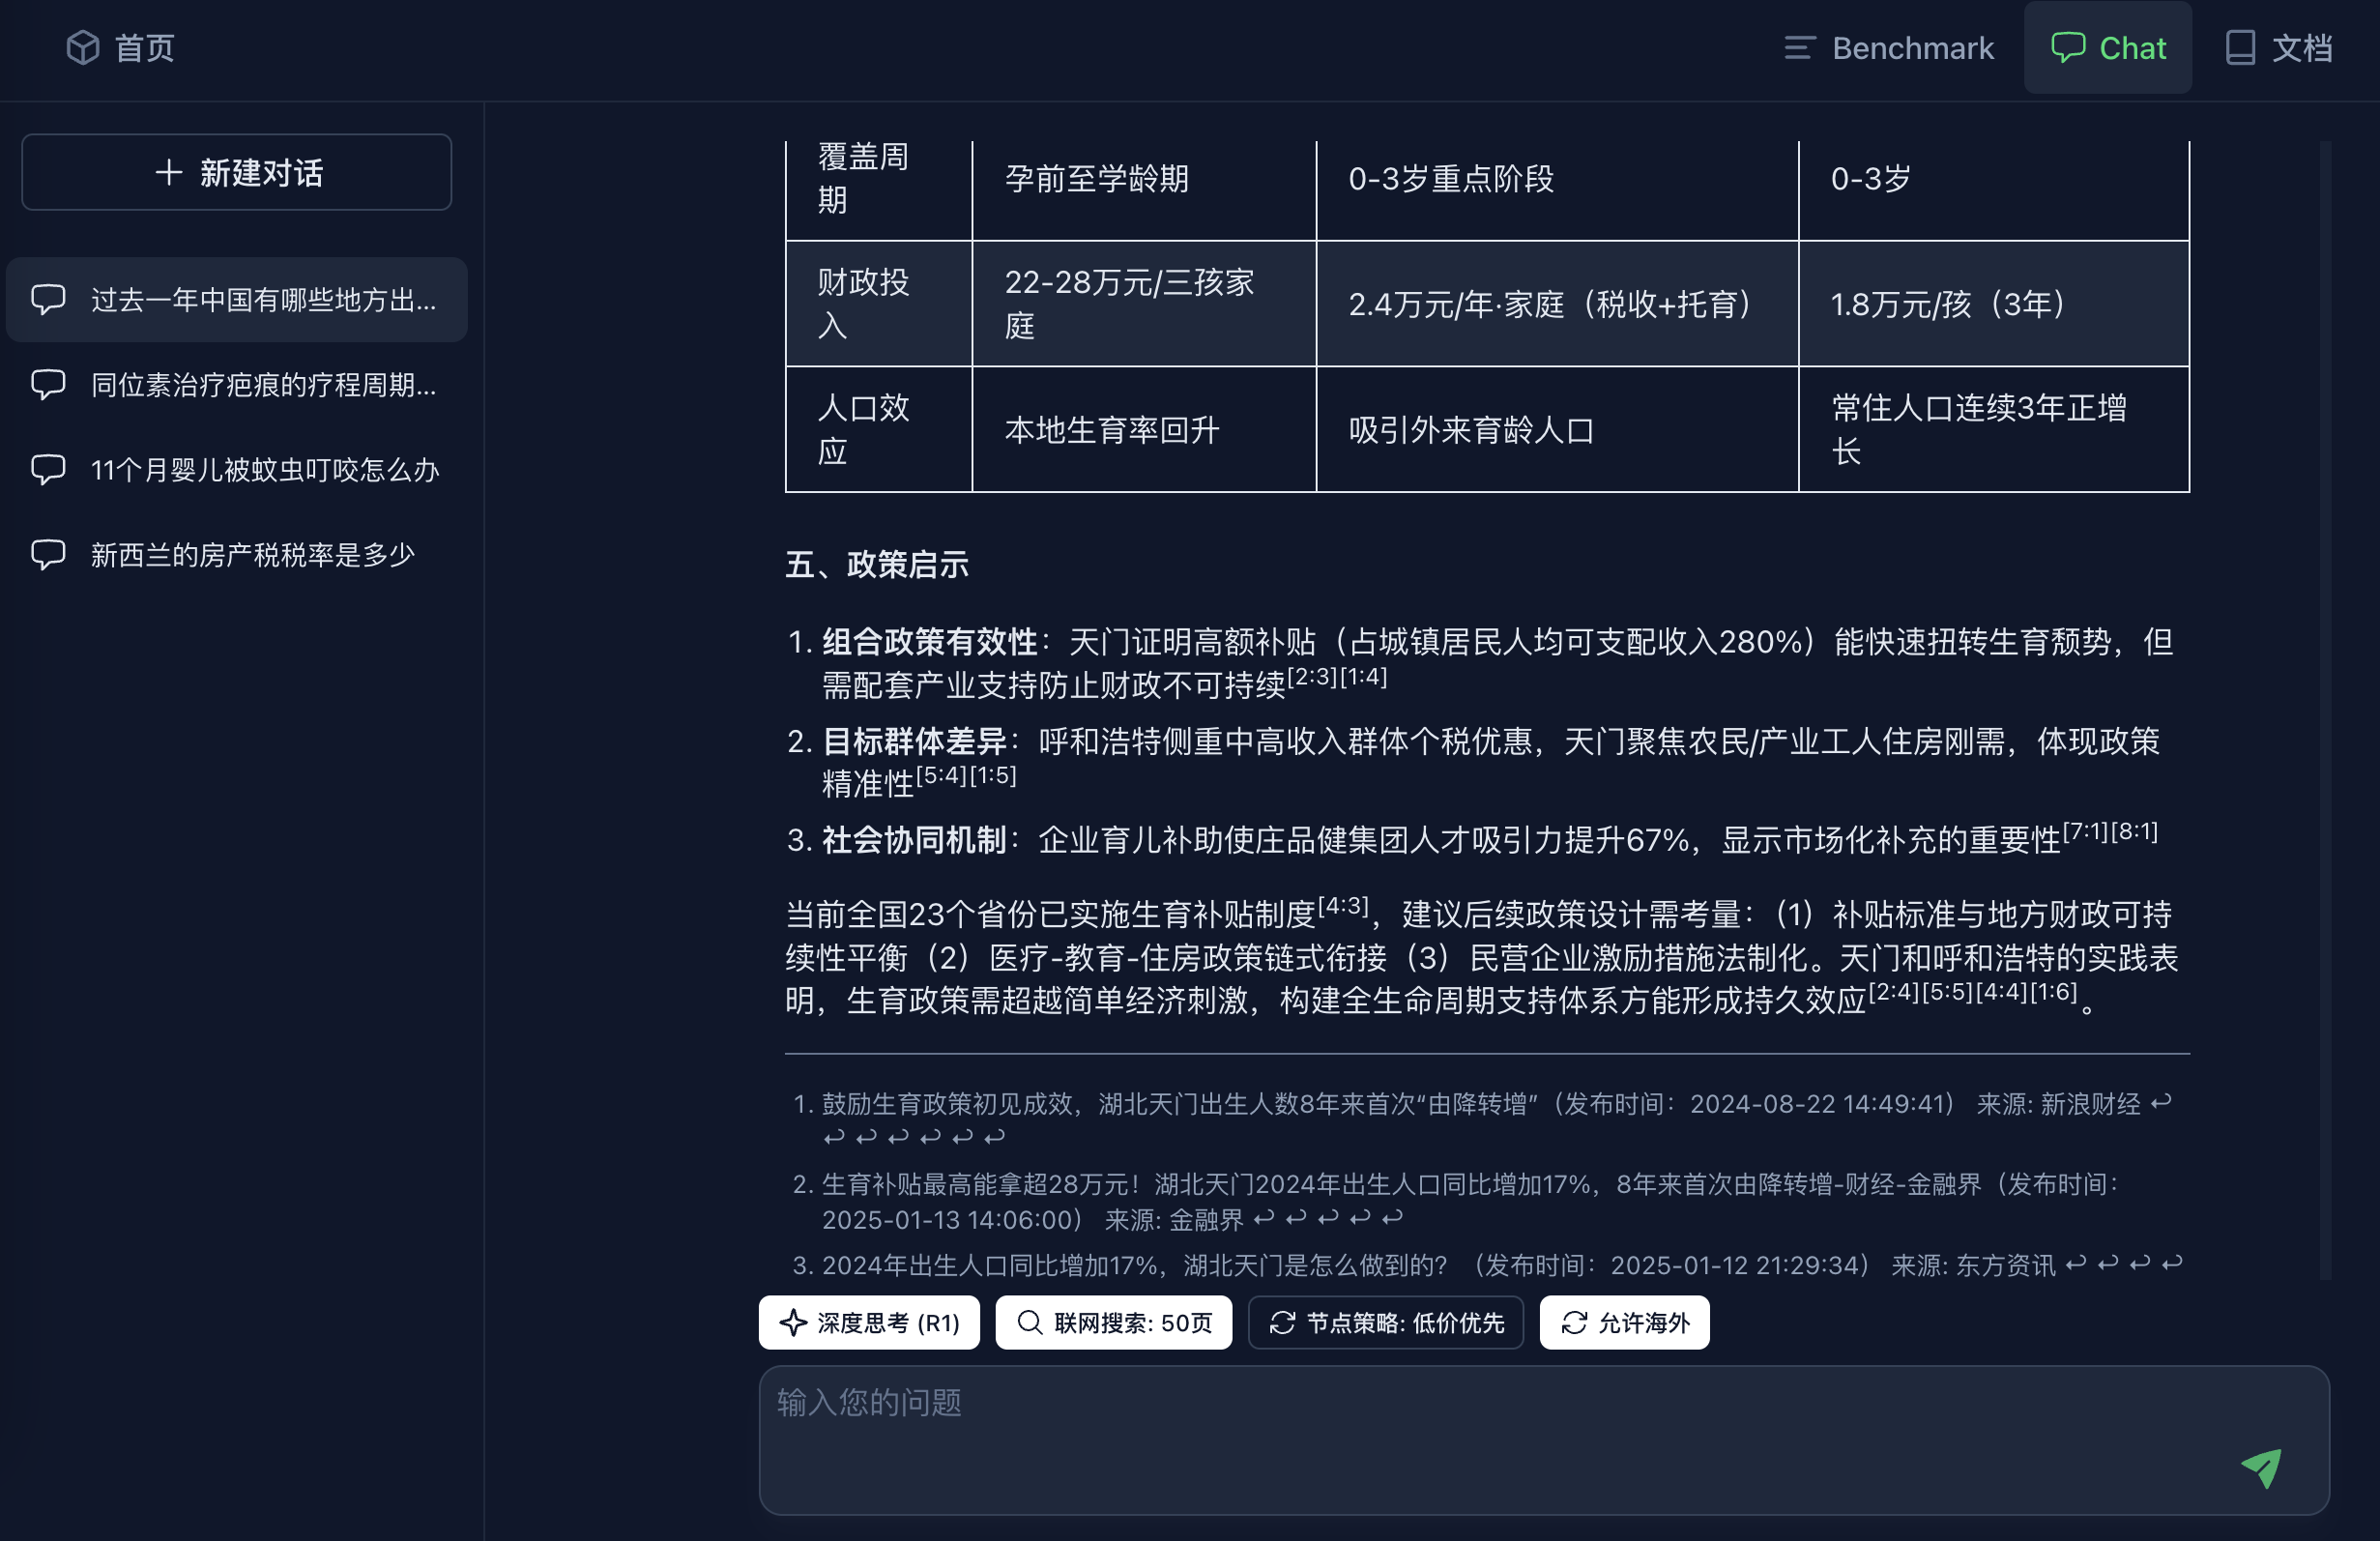 首页
Benchmark
Chat
文档
新建对话
过去一年中国有哪些地方出...
同位素治疗疤痕的疗程周期...
11个月婴儿被蚊虫叮咬怎么办
新西兰的房产税税率是多少
覆盖周
期
孕前至学龄期
0-3岁重点阶段
0-3岁
财政投
入
22-28万元/三孩家
庭
2.4万元/年·家庭（税收+托育）
1.8万元/孩（3年）
人口效
应
本地生育率回升
吸引外来育龄人口
常住人口连续3年正增
长
五、政策启示
1. 组合政策有效性：天门证明高额补贴（占城镇居民人均可支配收入280%）能快速扭转生育颓势，但
需配套产业支持防止财政不可持续[2:3][1:4]
2. 目标群体差异：呼和浩特侧重中高收入群体个税优惠，天门聚焦农民/产业工人住房刚需，体现政策
精准性[5:4][1:5]
3. 社会协同机制：企业育儿补助使庄品健集团人才吸引力提升67%，显示市场化补充的重要性[7:1][8:1]
当前全国23个省份已实施生育补贴制度[4:3]，建议后续政策设计需考量：（1）补贴标准与地方财政可持
续性平衡（2）医疗-教育-住房政策链式衔接（3）民营企业激励措施法制化。天门和呼和浩特的实践表
明，生育政策需超越简单经济刺激，构建全生命周期支持体系方能形成持久效应[2:4][5:5][4:4][1:6]。
1. 鼓励生育政策初见成效，湖北天门出生人数8年来首次“由降转增”（发布时间：2024-08-22 14:49:41） 来源: 新浪财经 ↩
↩ ↩ ↩ ↩ ↩ ↩
2. 生育补贴最高能拿超28万元！湖北天门2024年出生人口同比增加17%，8年来首次由降转增-财经-金融界（发布时间：
2025-01-13 14:06:00） 来源: 金融界 ↩ ↩ ↩ ↩ ↩
3. 2024年出生人口同比增加17%，湖北天门是怎么做到的？（发布时间：2025-01-12 21:29:34） 来源: 东方资讯 ↩ ↩ ↩ ↩
深度思考 (R1)
联网搜索: 50页
节点策略: 低价优先
允许海外
输入您的问题